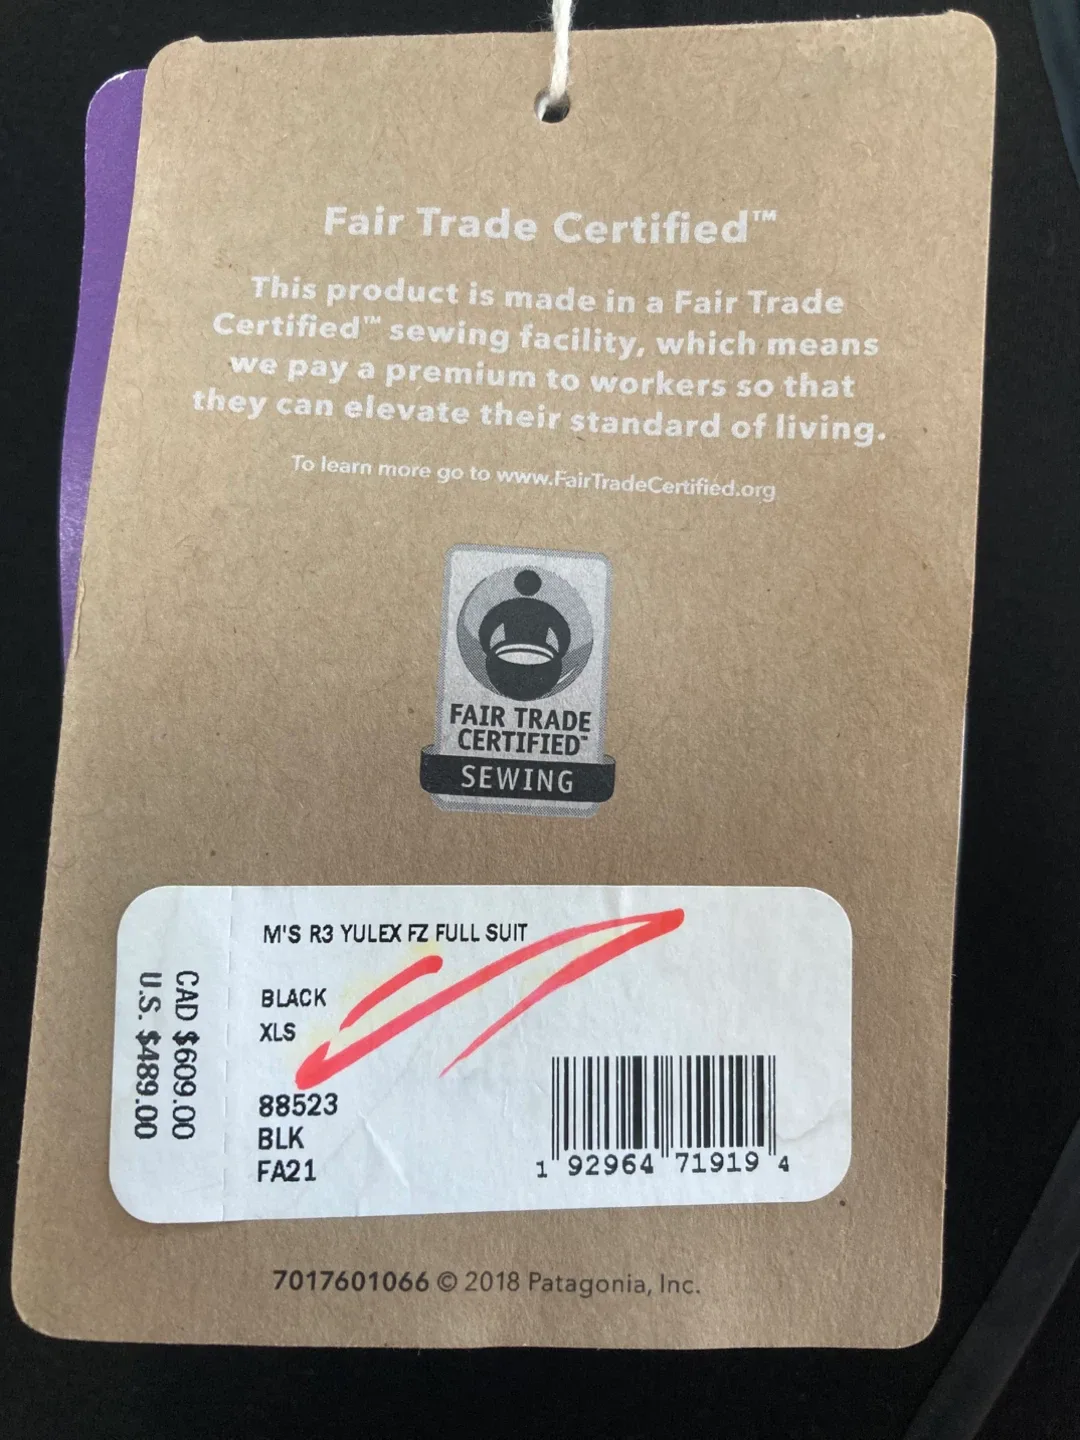 Fair Trade Certified™
This product is made in a Fair Trade
Certified™ sewing facility, which means
we pay a premium to workers so that
they can elevate their standard of living.
To learn more go to www.FairTradeCertified.org
FAIR TRADE
CERTIFIED™
SEWING
M'S R3 YULEX FZ FULL SUIT
BLACK
XLS
88523
BLK
FA21
CAD $609.00
U.S. $489.00
1 92964 71919 4
7017601066 © 2018 Patagonia, Inc.